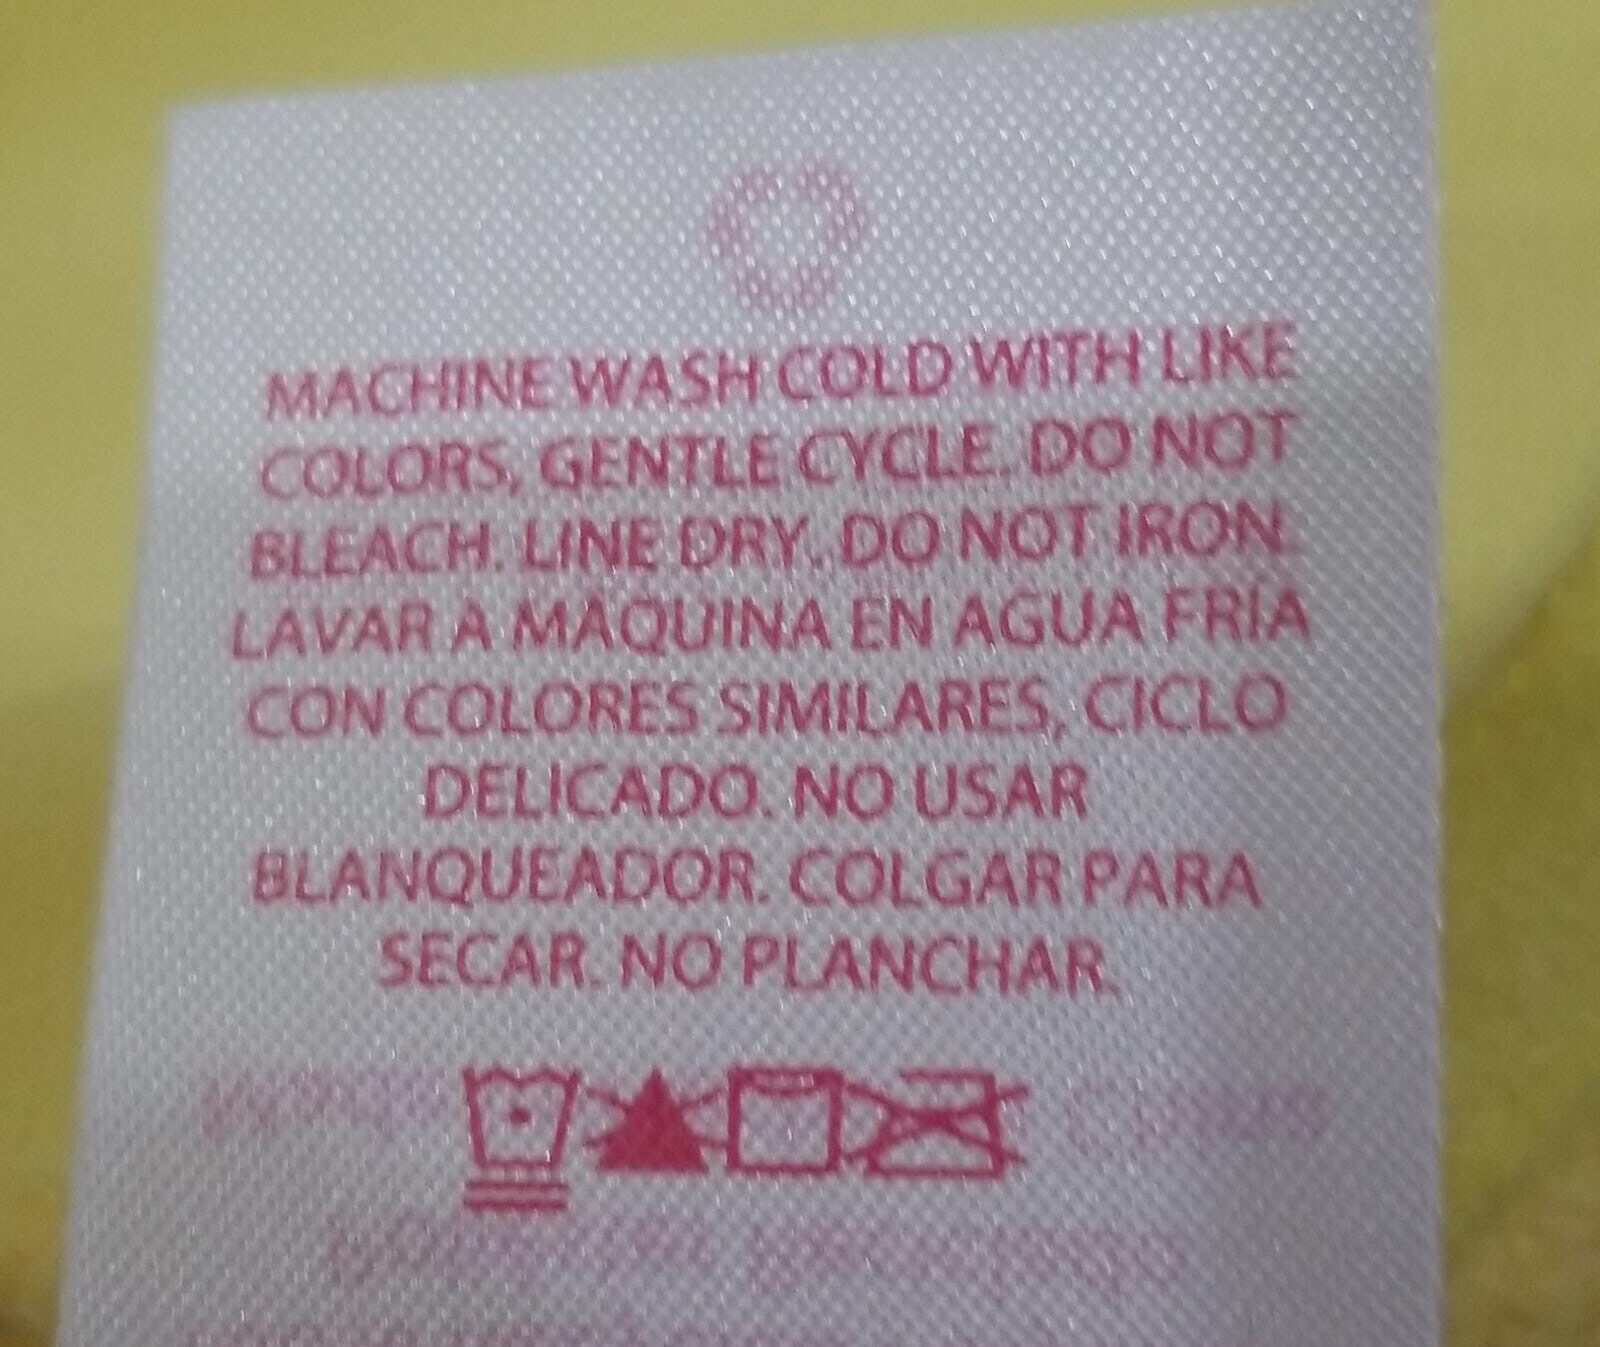 MACHINE WASH COLD WITH LIKE
COLORS, GENTLE CYCLE. DO NOT
BLEACH. LINE DRY. DO NOT IRON.
LAVAR A MÁQUINA EN AGUA FRÍA
CON COLORES SIMILARES, CICLO
DELICADO. NO USAR
BLANQUEADOR. COLGAR PARA
SECAR. NO PLANCHAR.